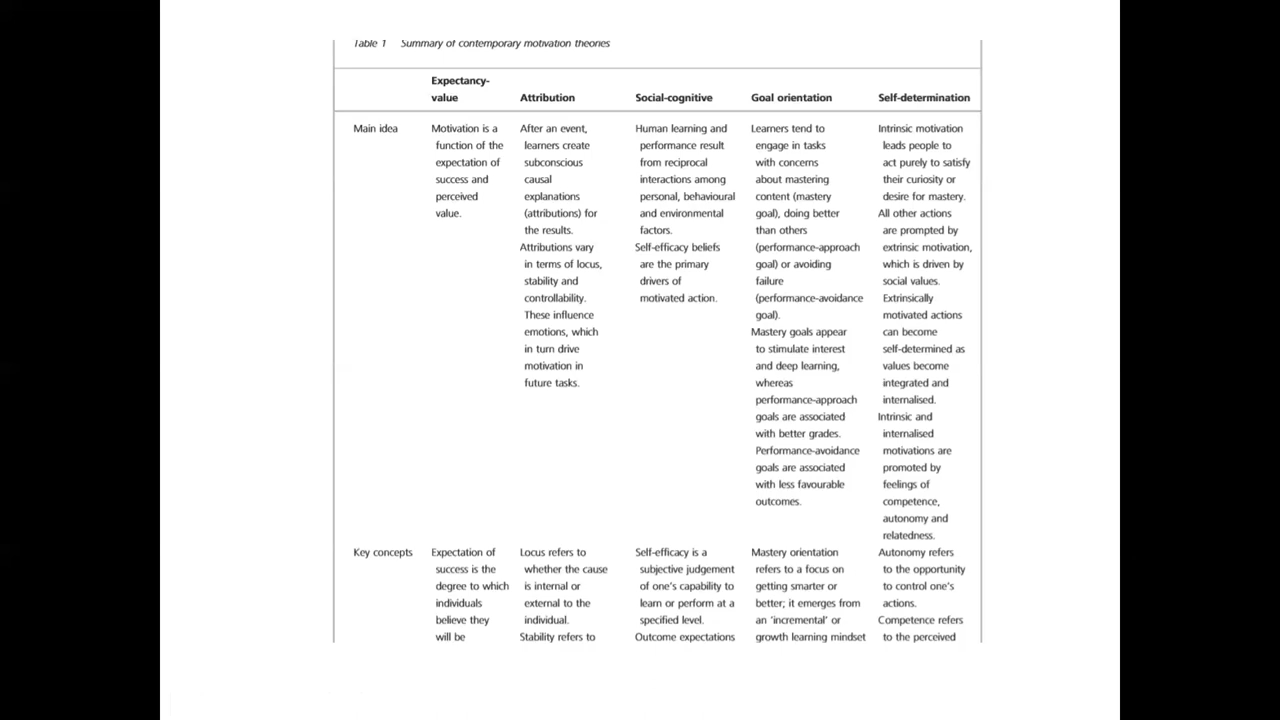 Table 1 Summary of contemporary motivation theories
Expectancy-
value
Attribution
Social-cognitive
Goal orientation
Self-determination
Main idea
Motivation is a
function of the
expectation of
success and
perceived
value.
After an event,
learners create
subconscious
causal
explanations
(attributions) for
the results.
Attributions vary
in terms of locus,
stability and
controllability.
These influence
emotions, which
in turn drive
motivation in
future tasks.
Human learning and
performance result
from reciprocal
interactions among
personal, behavioural
and environmental
factors.
Self-efficacy beliefs
are the primary
drivers of
motivated action.
Learners tend to
engage in tasks
with concerns
about mastering
content (mastery
goal), doing better
than others
(performance-approach
goal) or avoiding
failure
(performance-avoidance
goal).
Mastery goals appear
to stimulate interest
and deep learning,
whereas
performance-approach
goals are associated
with better grades.
Performance-avoidance
goals are associated
with less favourable
outcomes.
Intrinsic motivation
leads people to
act purely to satisfy
their curiosity or
desire for mastery.
All other actions
are prompted by
extrinsic motivation,
which is driven by
social values.
Extrinsically
motivated actions
can become
self-determined as
values become
integrated and
internalised.
Intrinsic and
internalised
motivations are
promoted by
feelings of
competence,
autonomy and
relatedness.
Key concepts
Expectation of
success is the
degree to which
individuals
believe they
will be
Locus refers to
whether the cause
is internal or
external to the
individual.
Stability refers to
Self-efficacy is a
subjective judgement
of one's capability to
learn or perform at a
specified level.
Outcome expectations
Mastery orientation
refers to a focus on
getting smarter or
better; it emerges from
an 'incremental' or
growth learning mindset
Autonomy refers
to the opportunity
to control one's
actions.
Competence refers
to the perceived